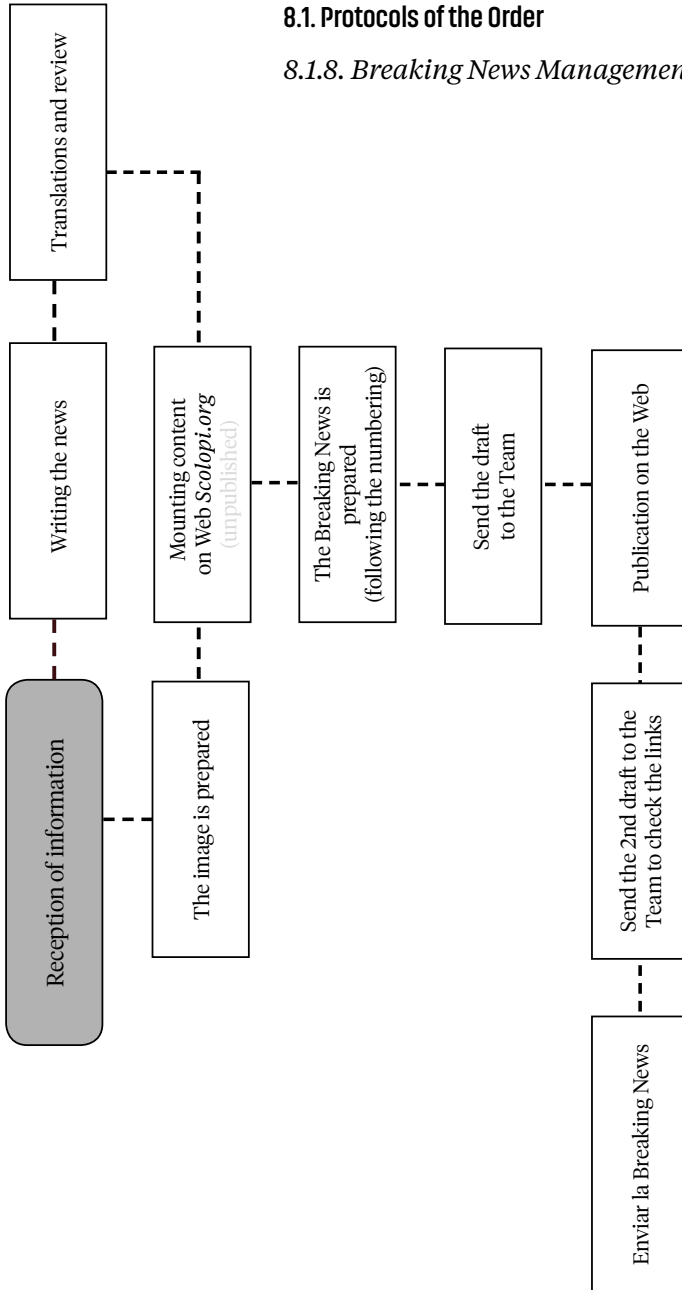 8.1. Protocols of the Order
8.1.8. Breaking News Managemen
Reception of information
Writing the news
Translations and review
The image is prepared
Mounting content
on Web Scolopi.org
(unpublished)
The Breaking News is
prepared
(following the numbering)
Send the draft
to the Team
Publication on the Web
Send the 2nd draft to the
Team to check the links
Enviar la Breaking News